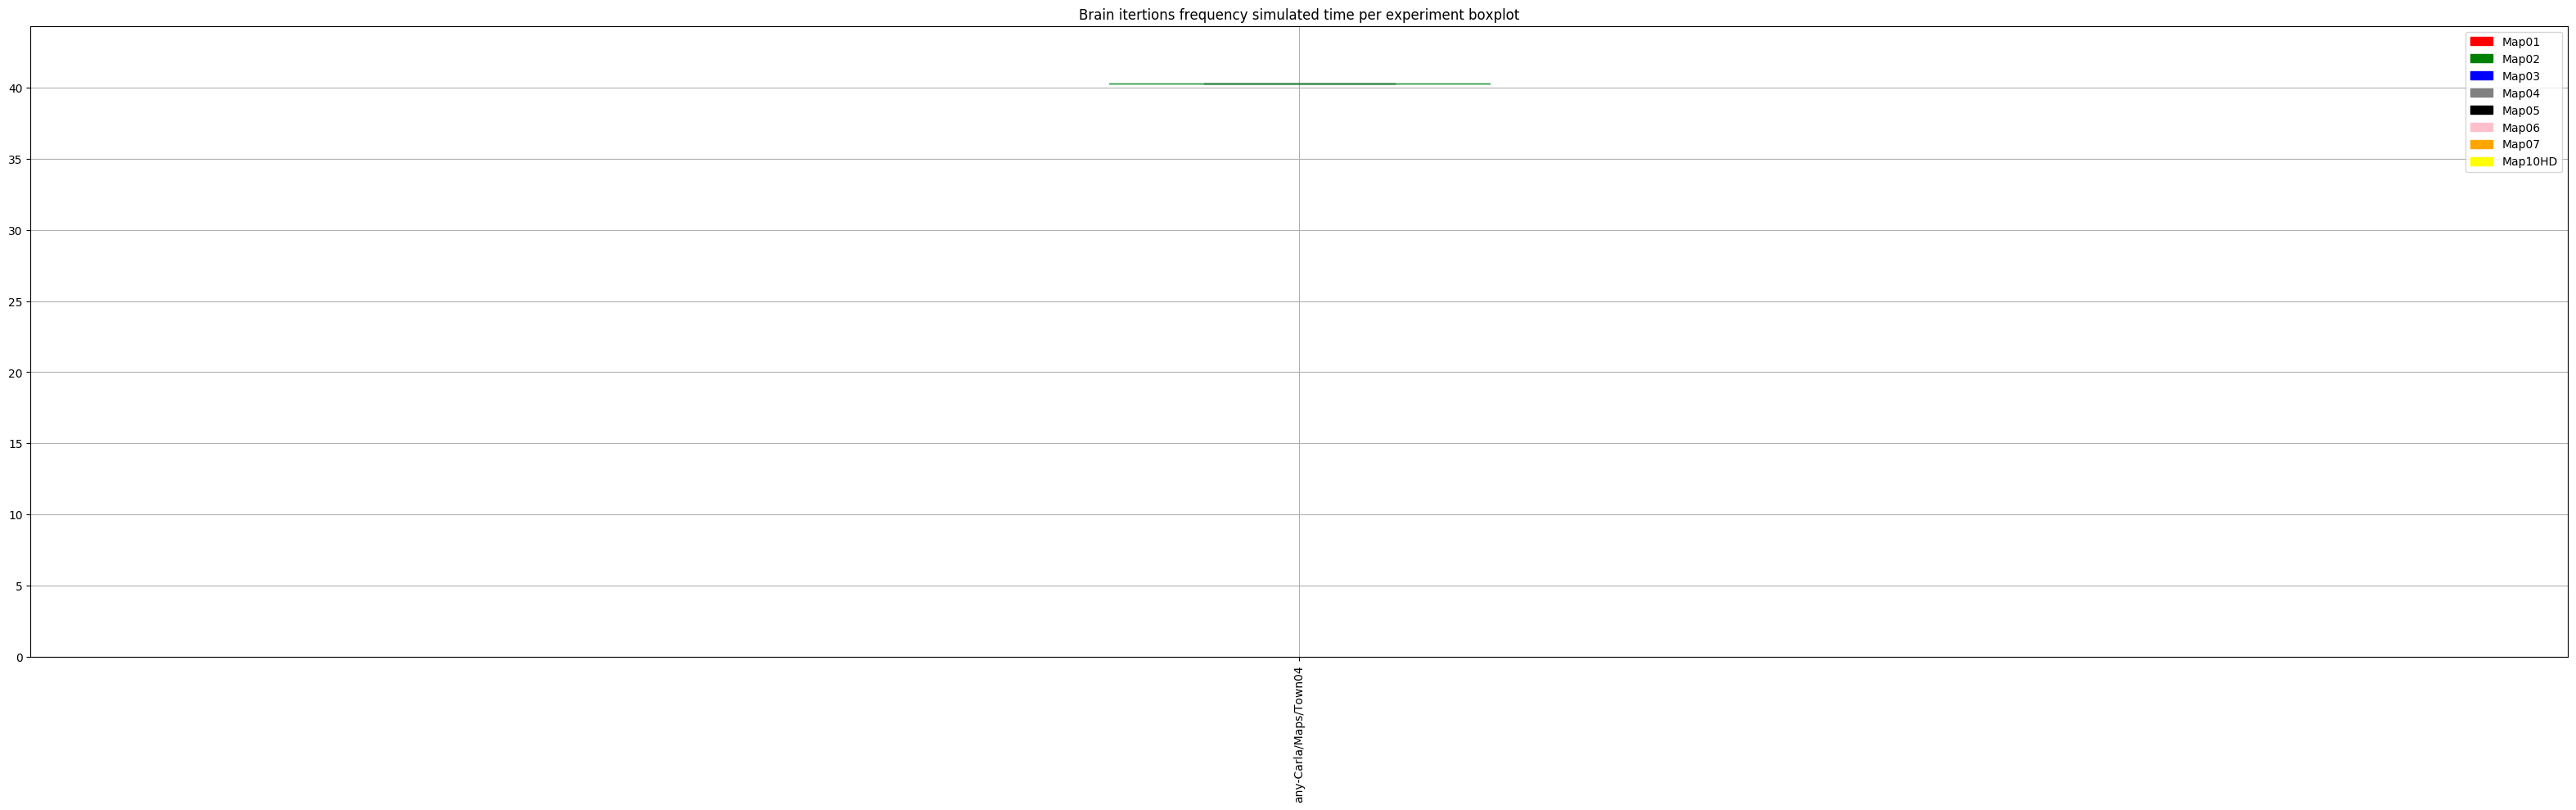 Brain itertions frequency simulated time per experiment boxplot
Map01
Map02
Map03
Map04
Map05
Map06
Map07
Map10HD
40
35
30
25
20
15
10
5
0
any-Carla/Maps/Town04